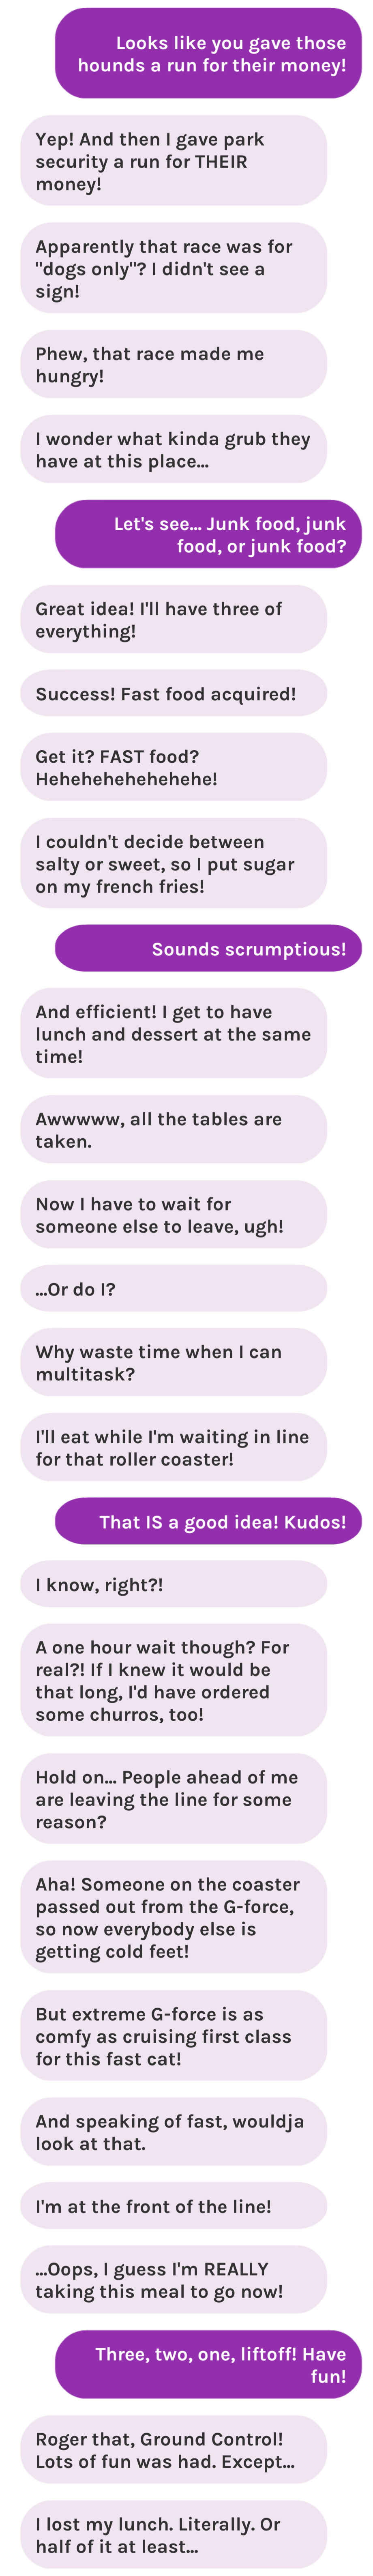 Looks like you gave those
hounds a run for their money!
Yep! And then I gave park
security a run for THEIR
money!
Apparently that race was for
"dogs only"? I didn't see a
sign!
Phew, that race made me
hungry!
I wonder what kinda grub they
have at this place...
Let's see... Junk food, junk
food, or junk food?
Great idea! I'll have three of
everything!
Success! Fast food acquired!
Get it? FAST food?
Hehehehehehehehe!
I couldn't decide between
salty or sweet, so I put sugar
on my french fries!
Sounds scrumptious!
And efficient! I get to have
lunch and dessert at the same
time!
Awwwww, all the tables are
taken.
Now I have to wait for
someone else to leave, ugh!
...Or do I?
Why waste time when I can
multitask?
I'll eat while I'm waiting in line
for that roller coaster!
That IS a good idea! Kudos!
I know, right?!
A one hour wait though? For
real?! If I knew it would be
that long, I'd have ordered
some churros, too!
Hold on... People ahead of me
are leaving the line for some
reason?
Aha! Someone on the coaster
passed out from the G-force,
so now everybody else is
getting cold feet!
But extreme G-force is as
comfy as cruising first class
for this fast cat!
And speaking of fast, wouldja
look at that.
I'm at the front of the line!
...Oops, I guess I'm REALLY
taking this meal to go now!
Three, two, one, liftoff! Have
fun!
Roger that, Ground Control!
Lots of fun was had. Except...
I lost my lunch. Literally. Or
half of it at least...